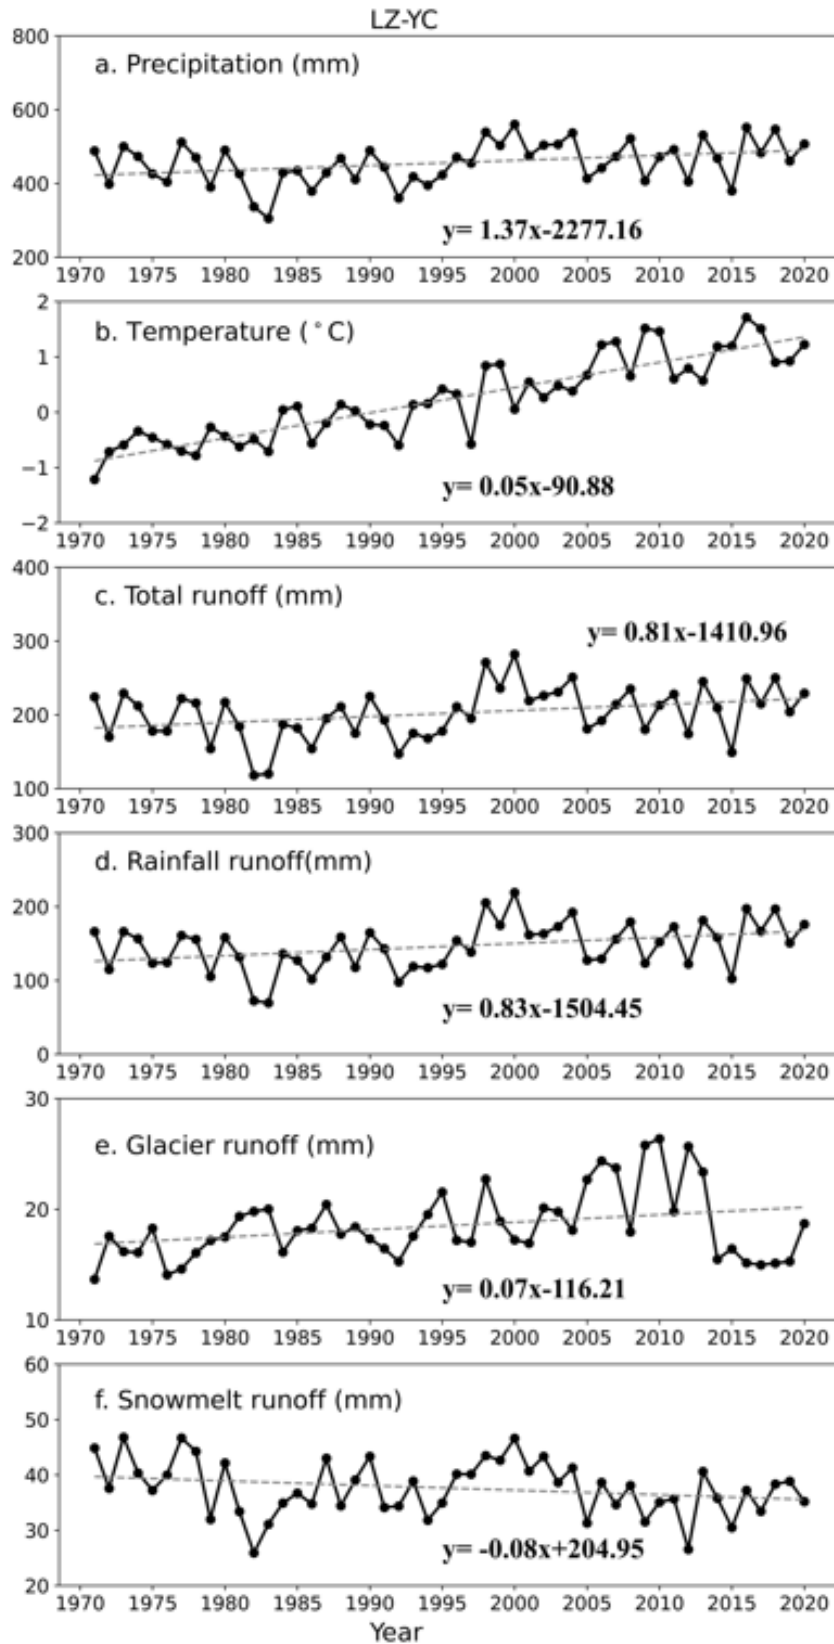 LZ-YC
800
a. Precipitation (mm)
600
400
y= 1.37x-2277.16
200
1970 1975 1980 1985 1990 1995 2000 2005 2010 2015 2020
2
b. Temperature (°C)
1
0
−1
y= 0.05x-90.88
−2
1970 1975 1980 1985 1990 1995 2000 2005 2010 2015 2020
400
c. Total runoff (mm)
y= 0.81x-1410.96
300
200
100
1970 1975 1980 1985 1990 1995 2000 2005 2010 2015 2020
300
d. Rainfall runoff(mm)
200
100
y= 0.83x-1504.45
0
1970 1975 1980 1985 1990 1995 2000 2005 2010 2015 2020
30
e. Glacier runoff (mm)
20
y= 0.07x-116.21
10
1970 1975 1980 1985 1990 1995 2000 2005 2010 2015 2020
60
f. Snowmelt runoff (mm)
50
40
30
y= -0.08x+204.95
20
1970 1975 1980 1985 1990 1995 2000 2005 2010 2015 2020
Year